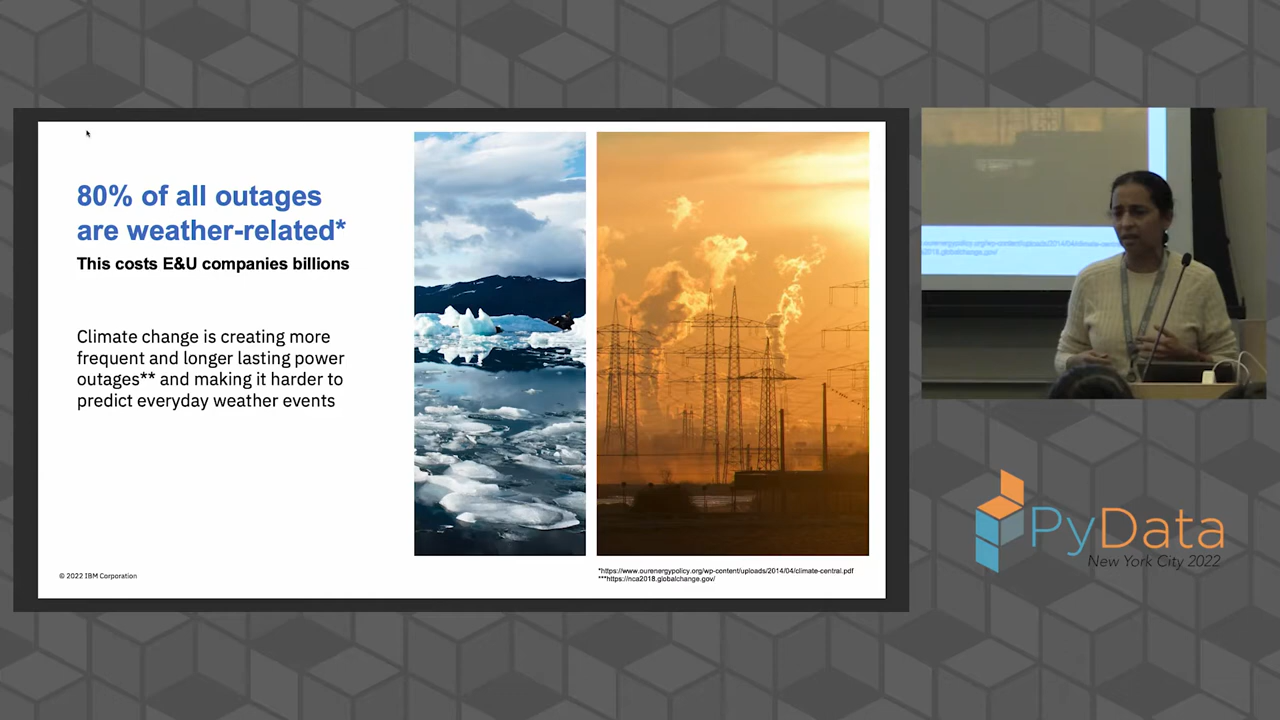 80% of all outages
are weather-related*
This costs E&U companies billions
Climate change is creating more
frequent and longer lasting power
outages** and making it harder to
predict everyday weather events
© 2022 IBM Corporation
*https://www.ourenergypolicy.org/wp-content/uploads/2014/04/climate-central.pdf
***https://nca2018.globalchange.gov/
PyData
New York City 2022